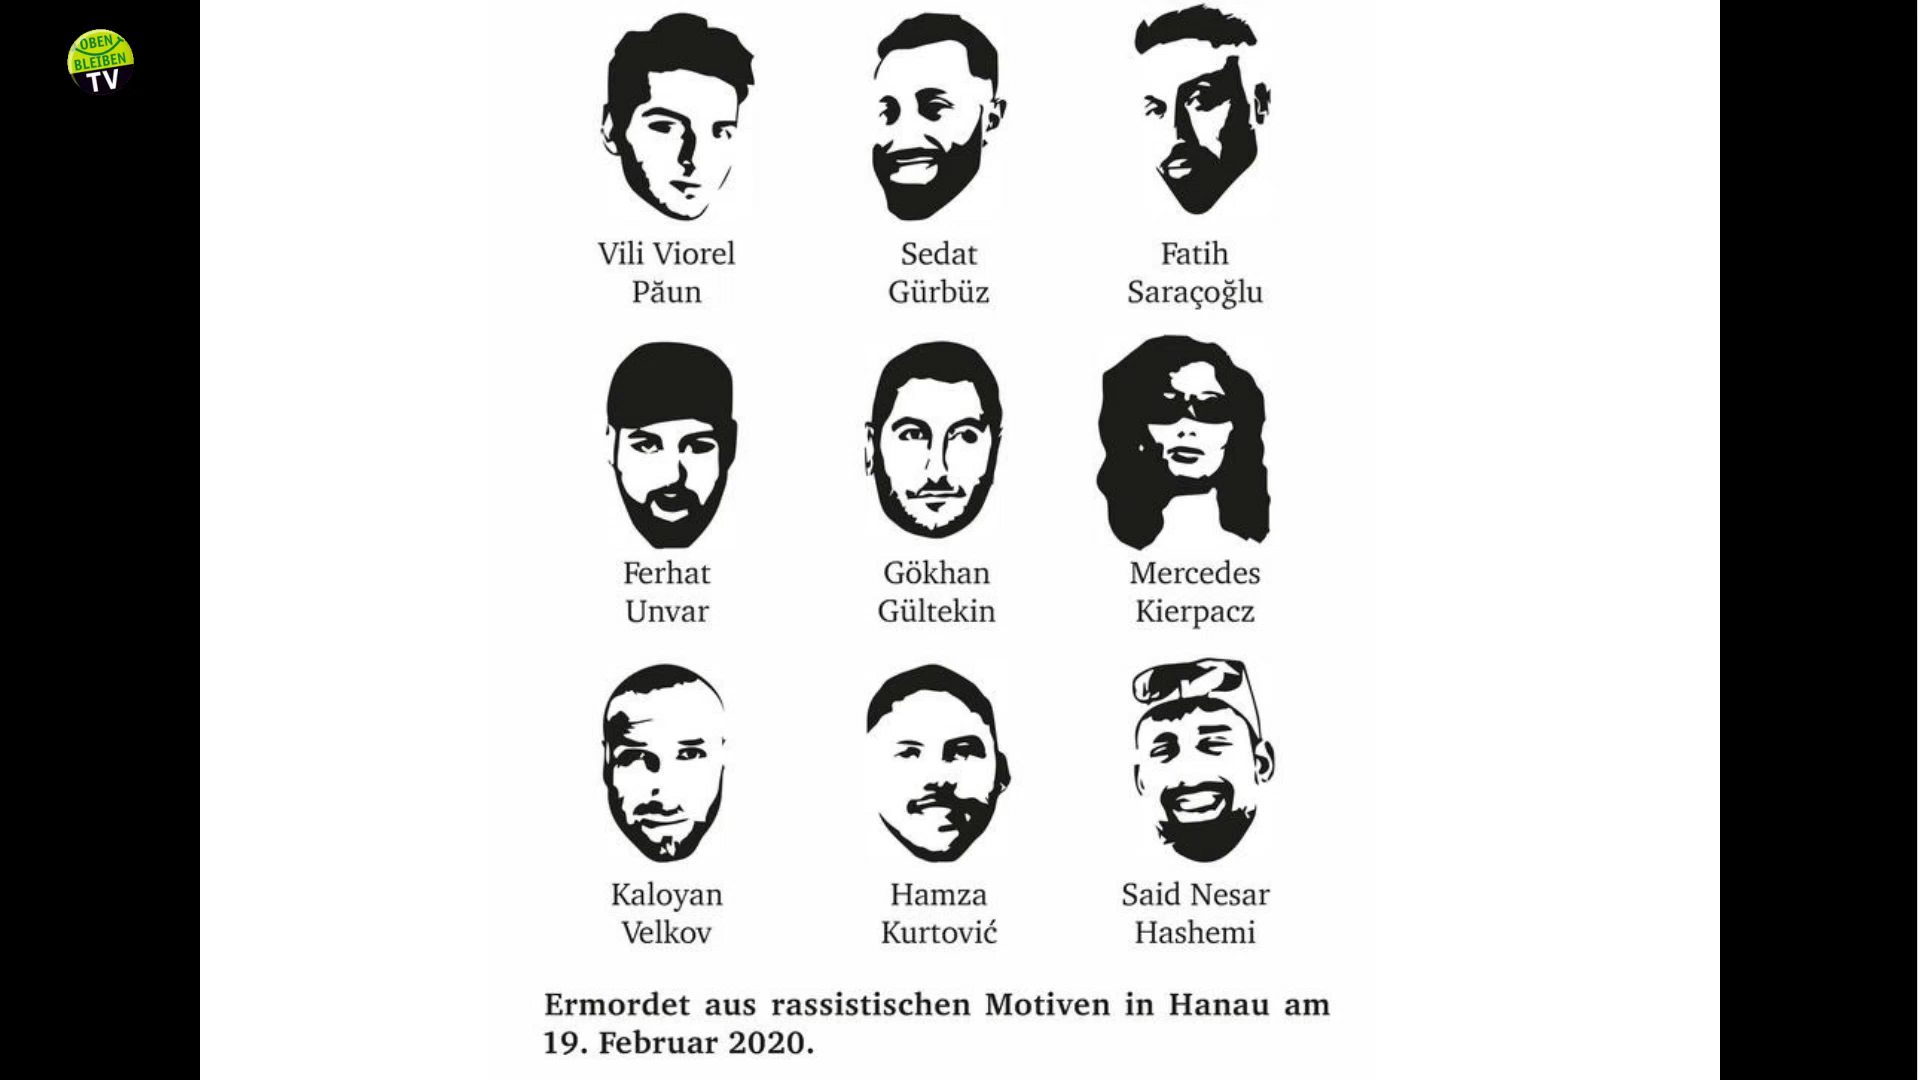 OBEN
BLEIBEN
TV
Vili Viorel
Păun
Sedat
Gürbüz
Fatih
Saraçoğlu
Ferhat
Unvar
Gökhan
Gültekin
Mercedes
Kierpacz
Kaloyan
Velkov
Hamza
Kurtović
Said Nesar
Hashemi
Ermordet aus rassistischen Motiven in Hanau am
19. Februar 2020.